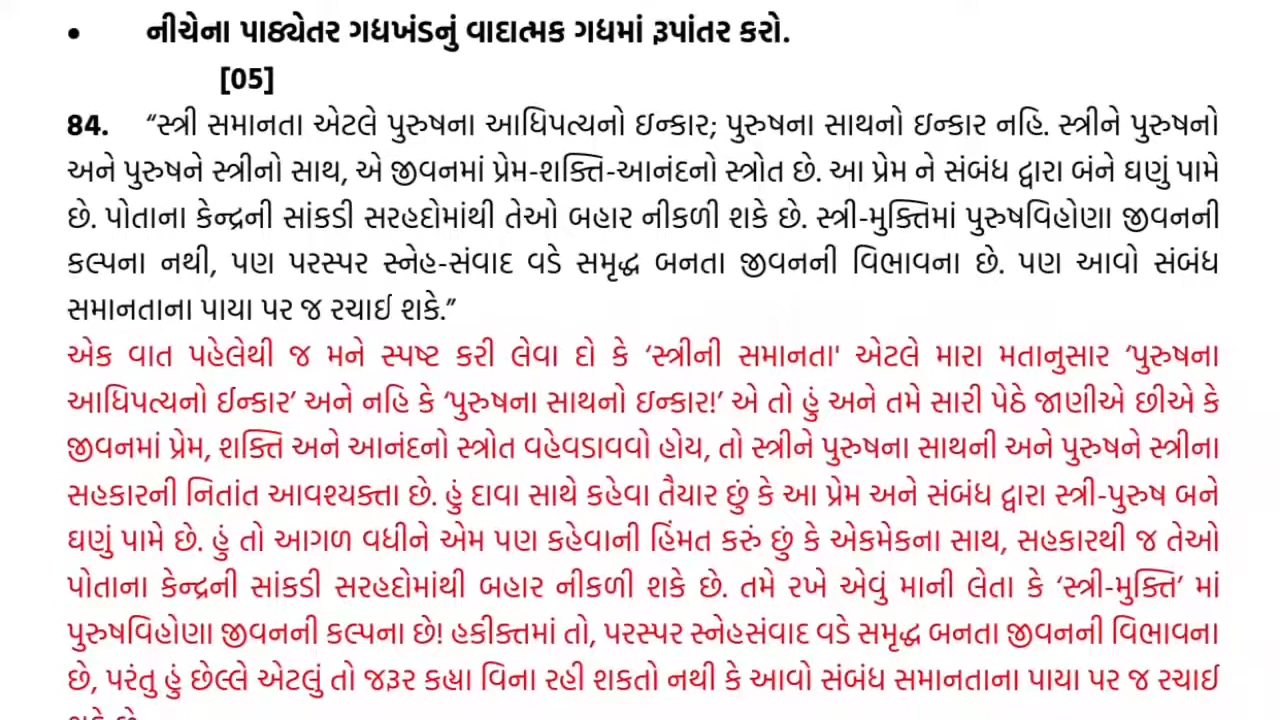 • નીચેના પાઠ્યેતર ગદ્યખંડનું વાદાત્મક ગદ્યમાં રૂપાંતર કરો.
[05]
84. “સ્ત્રી સમાનતા એટલે પુરુષના આધિપત્યનો ઇન્કાર; પુરુષના સાથનો ઇન્કાર નહિ. સ્ત્રીને પુરુષનો
અને પુરુષને સ્ત્રીનો સાથ, એ જીવનમાં પ્રેમ-શક્તિ-આનંદનો સ્ત્રોત છે. આ પ્રેમ ને સંબંધ દ્વારા બંને ઘણું પામે
છે. પોતાના કેન્દ્રની સાંકડી સરહદોમાંથી તેઓ બહાર નીકળી શકે છે. સ્ત્રી-મુક્તિમાં પુરુષવિહોણા જીવનની
કલ્પના નથી, પણ પરસ્પર સ્નેહ-સંવાદ વડે સમૃદ્ધ બનતા જીવનની વિભાવના છે. પણ આવો સંબંધ
સમાનતાના પાયા પર જ રચાઈ શકે.”
એક વાત પહેલેથી જ મને સ્પષ્ટ કરી લેવા દો કે ‘સ્ત્રીની સમાનતા' એટલે મારા મતાનુસાર ‘પુરુષના
આધિપત્યનો ઈન્કાર’ અને નહિ કે ‘પુરુષના સાથનો ઇન્કાર!’ એ તો હું અને તમે સારી પેઠે જાણીએ છીએ કે
જીવનમાં પ્રેમ, શક્તિ અને આનંદનો સ્ત્રોત વહેવડાવવો હોય, તો સ્ત્રીને પુરુષના સાથની અને પુરુષને સ્ત્રીના
સહકારની નિતાંત આવશ્યક્તા છે. હું દાવા સાથે કહેવા તૈયાર છું કે આ પ્રેમ અને સંબંધ દ્વારા સ્ત્રી-પુરુષ બને
ઘણું પામે છે. હું તો આગળ વધીને એમ પણ કહેવાની હિંમત કરું છું કે એકમેકના સાથ, સહકારથી જ તેઓ
પોતાના કેન્દ્રની સાંકડી સરહદોમાંથી બહાર નીકળી શકે છે. તમે રખે એવું માની લેતા કે ‘સ્ત્રી-મુક્તિ’ માં
પુરુષવિહોણા જીવનની કલ્પના છે! હકીક્તમાં તો, પરસ્પર સ્નેહસંવાદ વડે સમૃદ્ધ બનતા જીવનની વિભાવના
છે, પરંતુ હું છેલ્લે એટલું તો જરૂર કહ્યા વિના રહી શકતો નથી કે આવો સંબંધ સમાનતાના પાયા પર જ રચાઈ